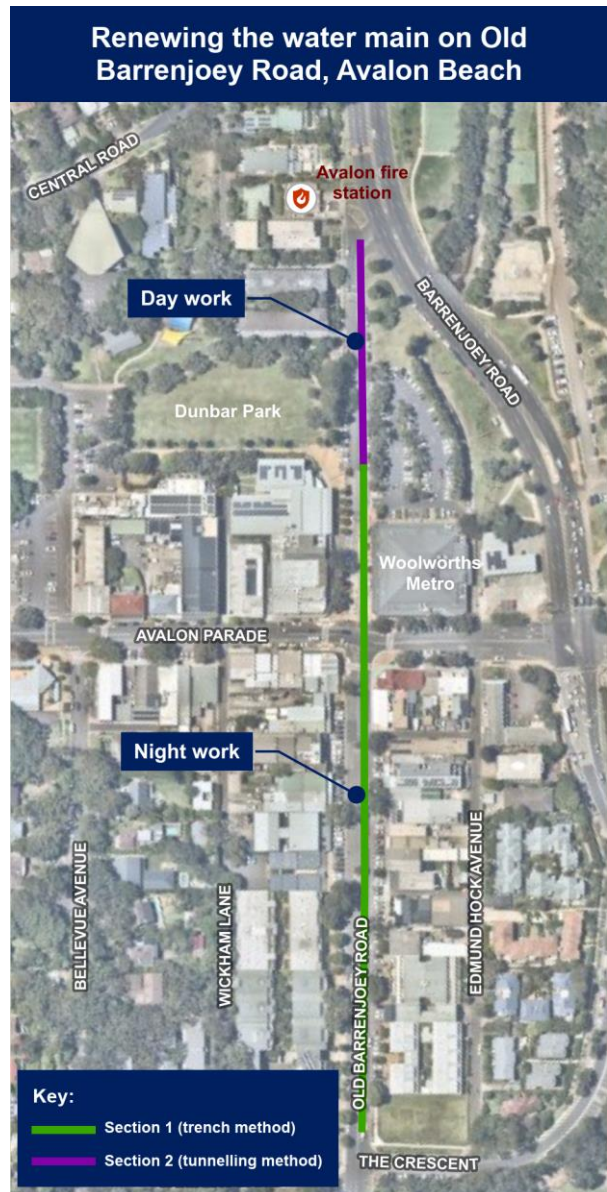 Renewing the water main on Old
Barrenjoey Road, Avalon Beach
CENTRAL ROAD
Avalon fire
station
Day work
BARRENJOEY ROAD
Dunbar Park
Woolworths
Metro
AVALON PARADE
Night work
BELLEVUE AVENUE
WICKHAM LANE
OLD BARRENJOEY ROAD
EDMUND HOCK AVENUE
Key:
Section 1 (trench method)
Section 2 (tunnelling method)
THE CRESCENT